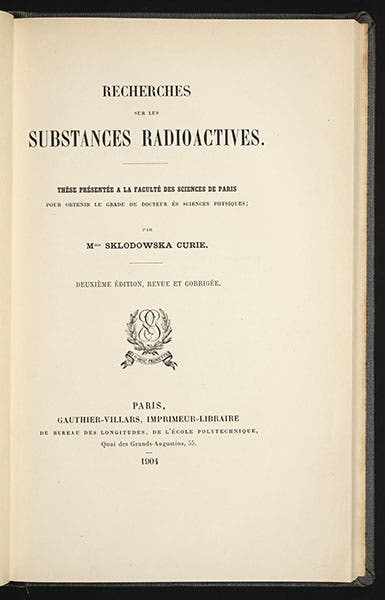 RECHERCHES
SUR LES
SUBSTANCES RADIOACTIVES.
THÈSE PRÉSENTÉE A LA FACULTÉ DES SCIENCES DE PARIS
POUR OBTENIR LE GRADE DE DOCTEUR ÈS SCIENCES PHYSIQUES;
PAR
Mme SKLODOWSKA CURIE.
DEUXIÈME ÉDITION, REVUE ET CORRIGÉE.
PARIS,
GAUTHIER-VILLARS, IMPRIMEUR-LIBRAIRE
DU BUREAU DES LONGITUDES, DE L'ÉCOLE POLYTECHNIQUE,
Quai des Grands-Augustins, 55.
1904